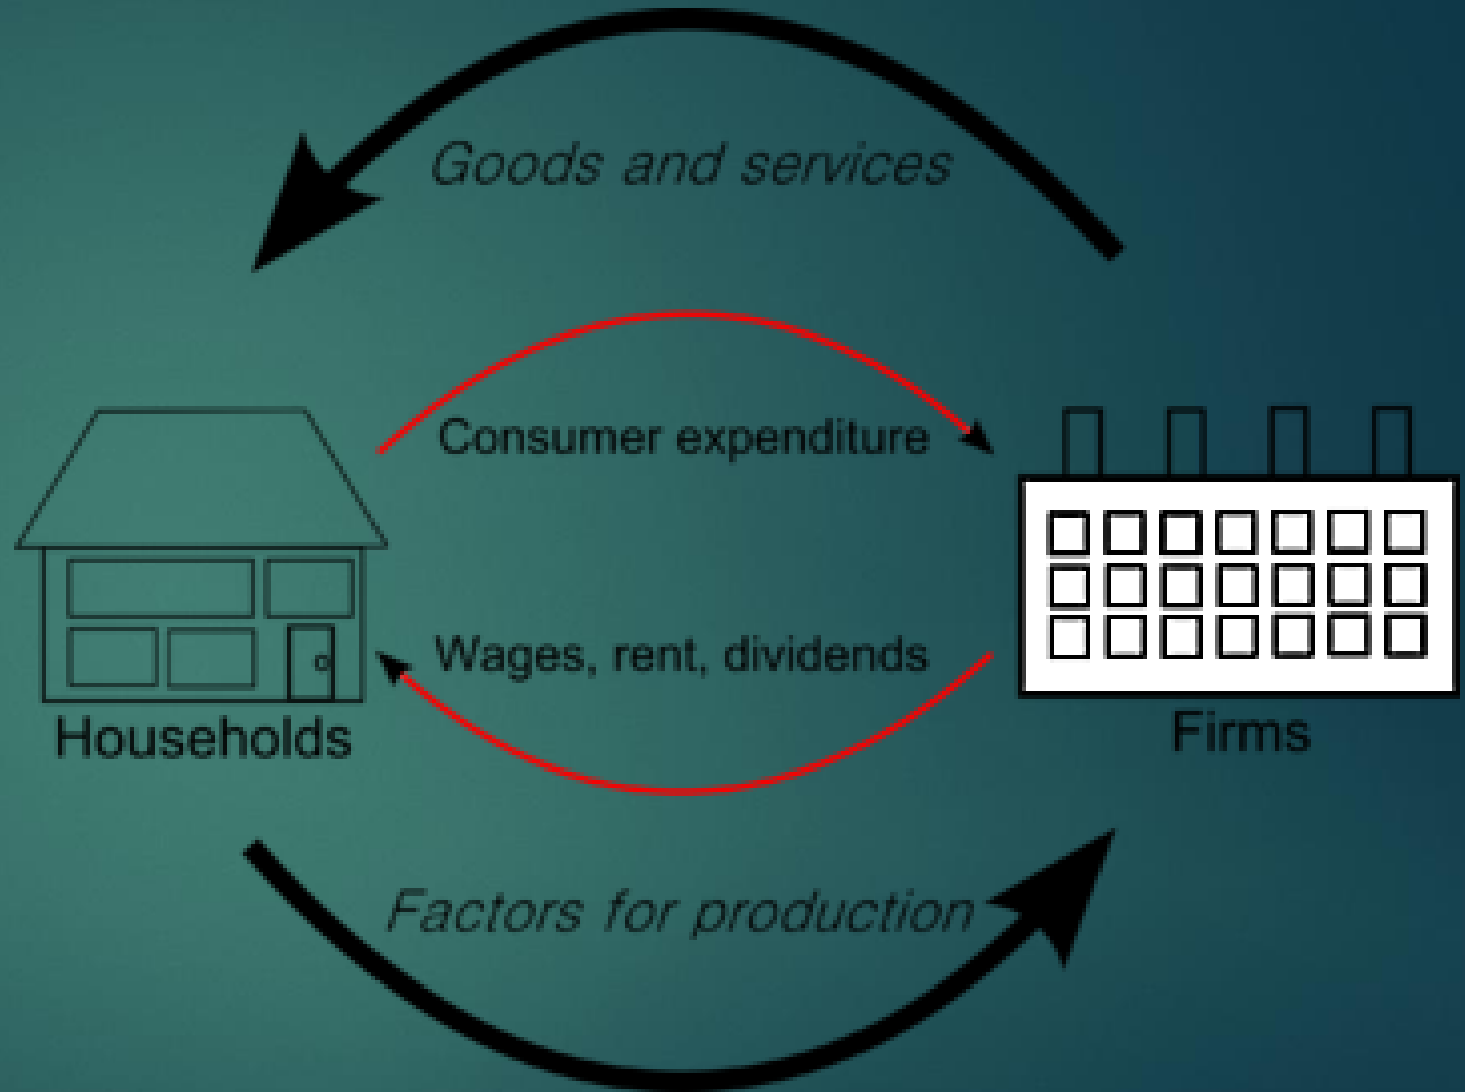 Goods and services
Consumer expenditure
Wages, rent, dividends
Households
Firms
Factors for production